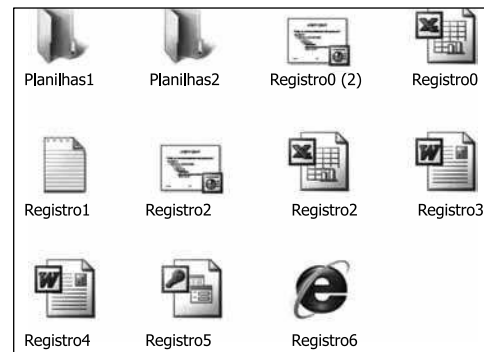 Planilhas1 Planilhas2 Registro0 (2) Registro0
Registro1 Registro2 Registro2 Registro3
Registro4 Registro5 Registro6